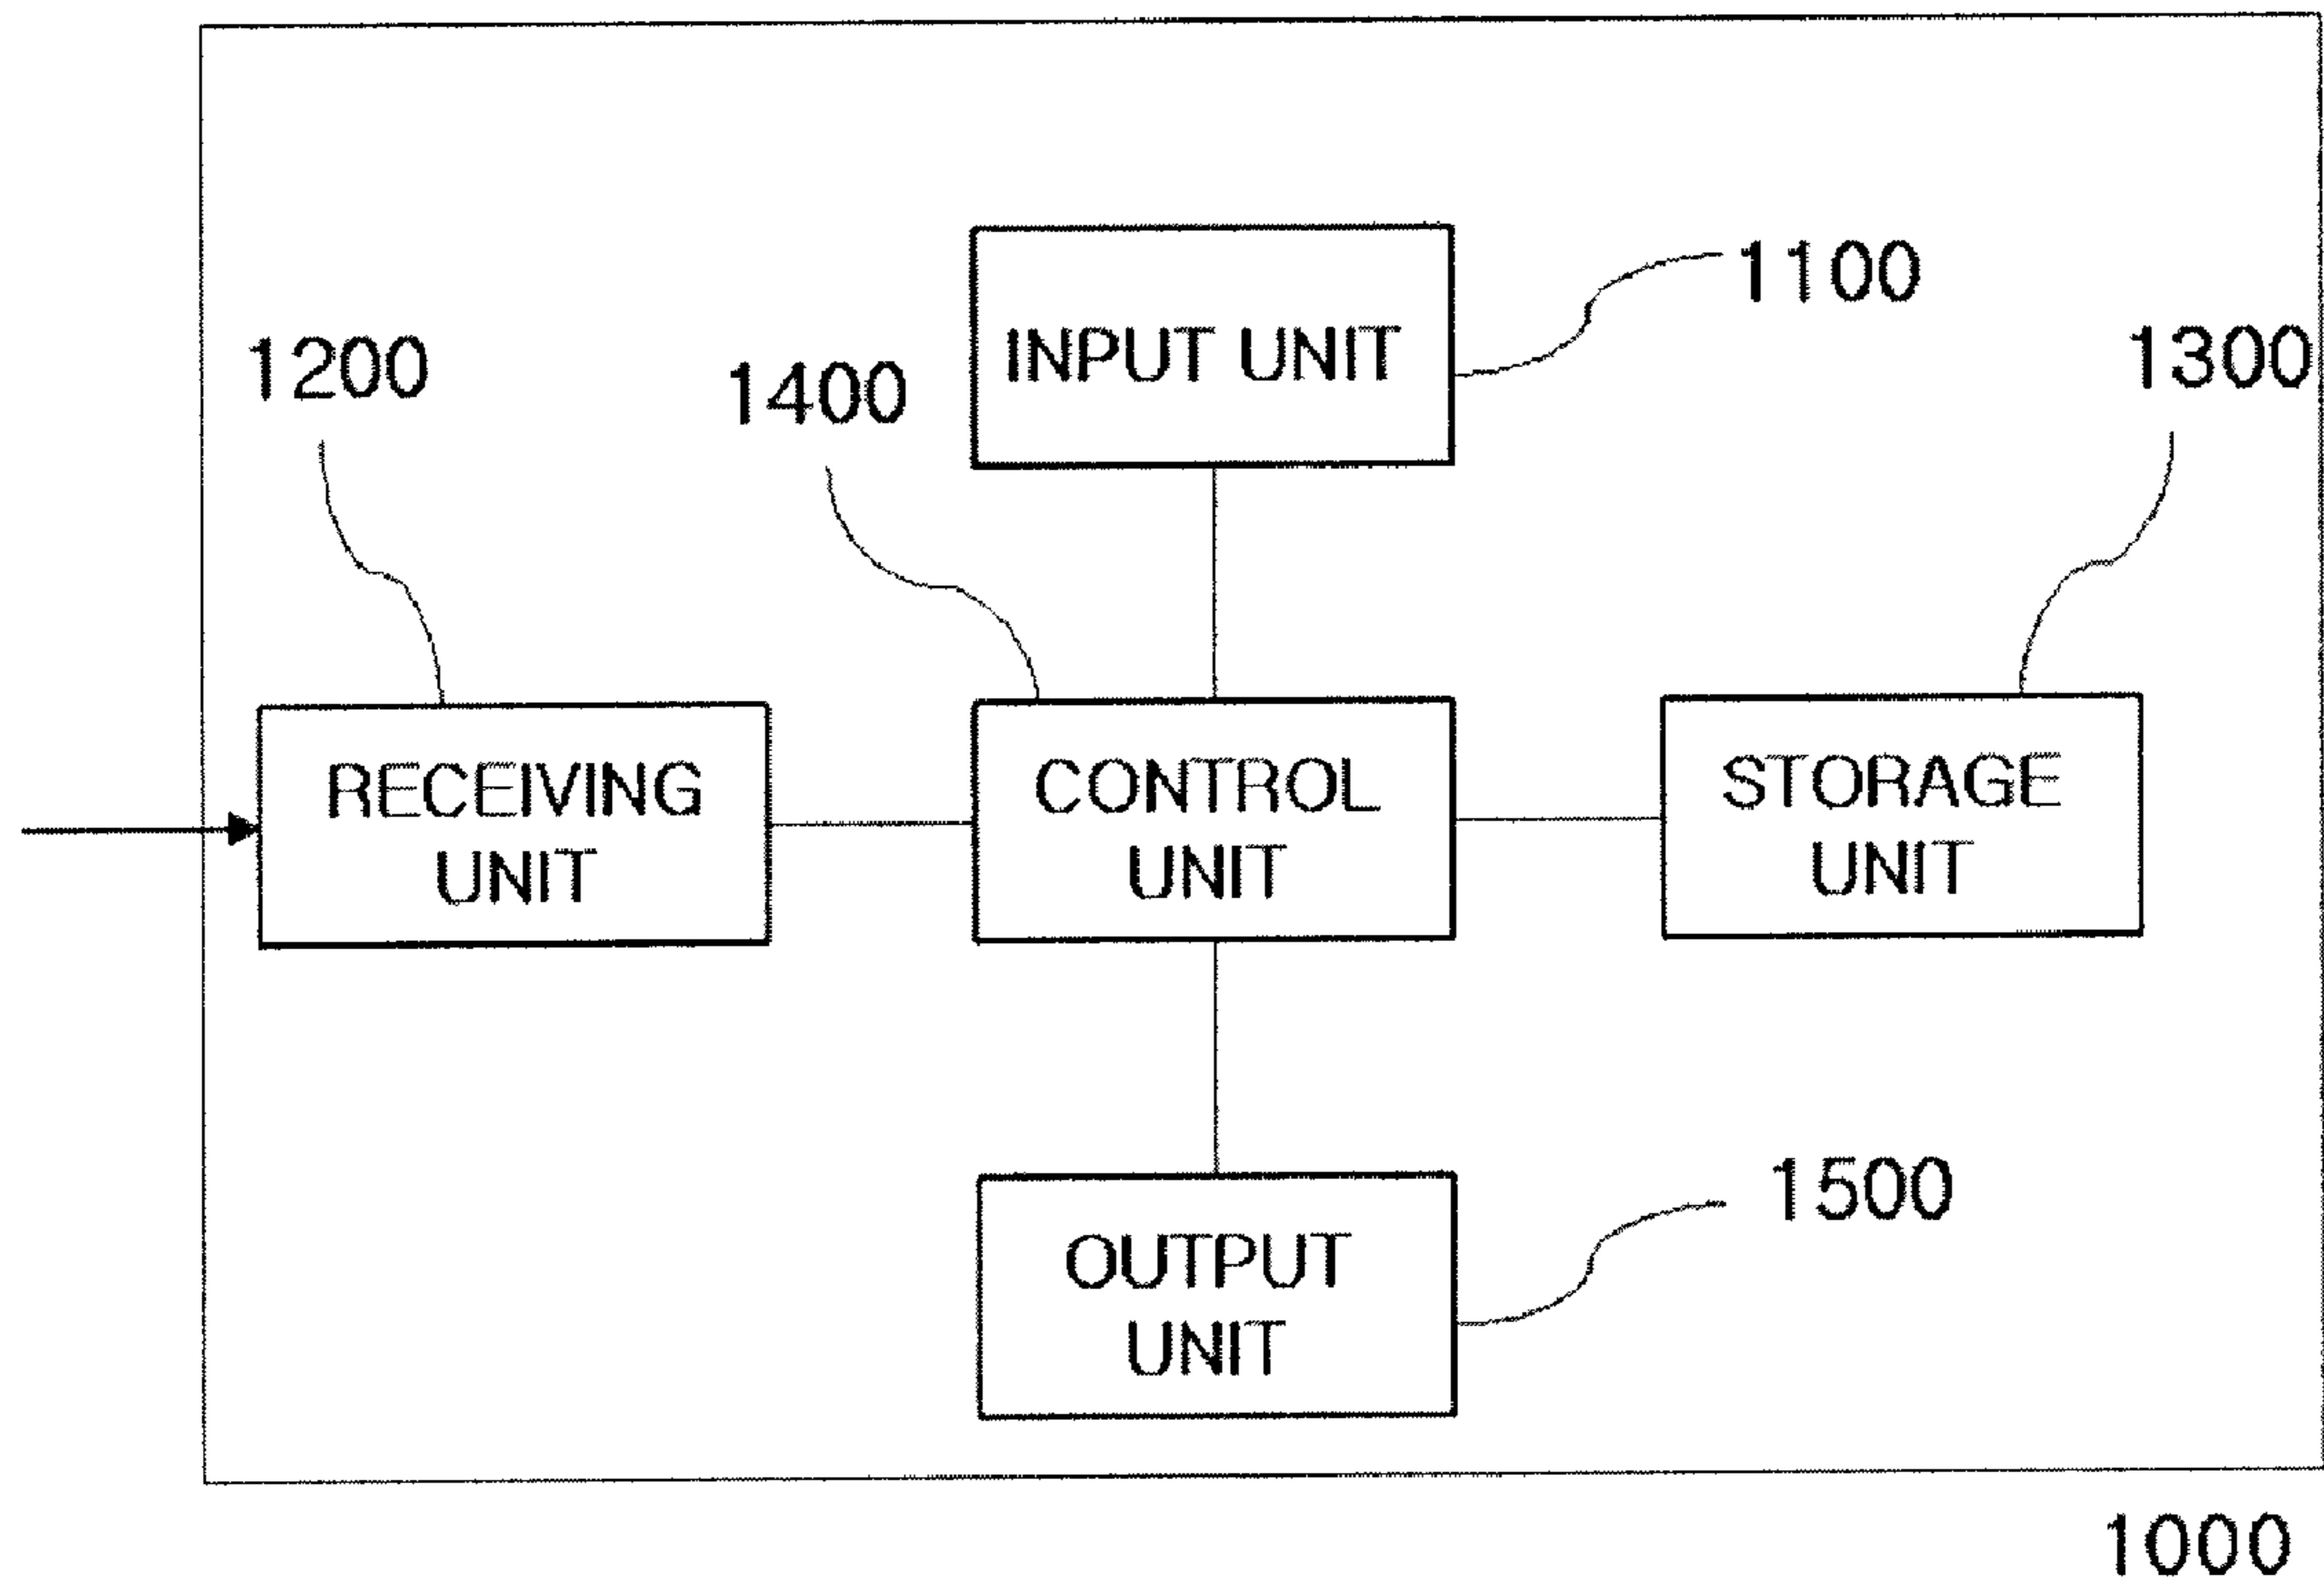 1100
INPUT UNIT
1300
1200
1400
RECEIVING
UNIT
CONTROL
UNIT
STORAGE
UNIT
1500
OUTPUT
UNIT
1000